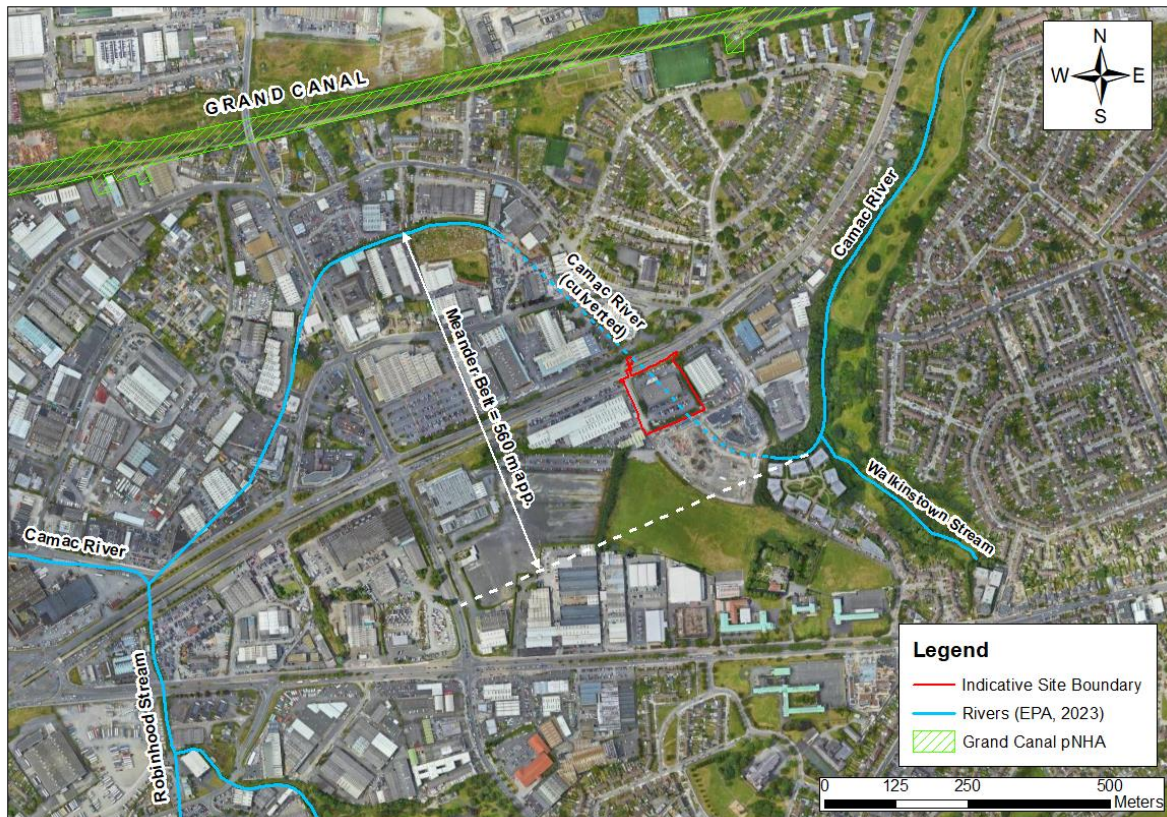 GRAND CANAL
N
W E
S
Camac River
Camac River
(culverted)
Meander Belt = 560 m app.
Walkinstown Stream
Camac River
Robinhood Stream
Legend
Indicative Site Boundary
Rivers (EPA, 2023)
Grand Canal pNHA
0 125 250 500
Meters